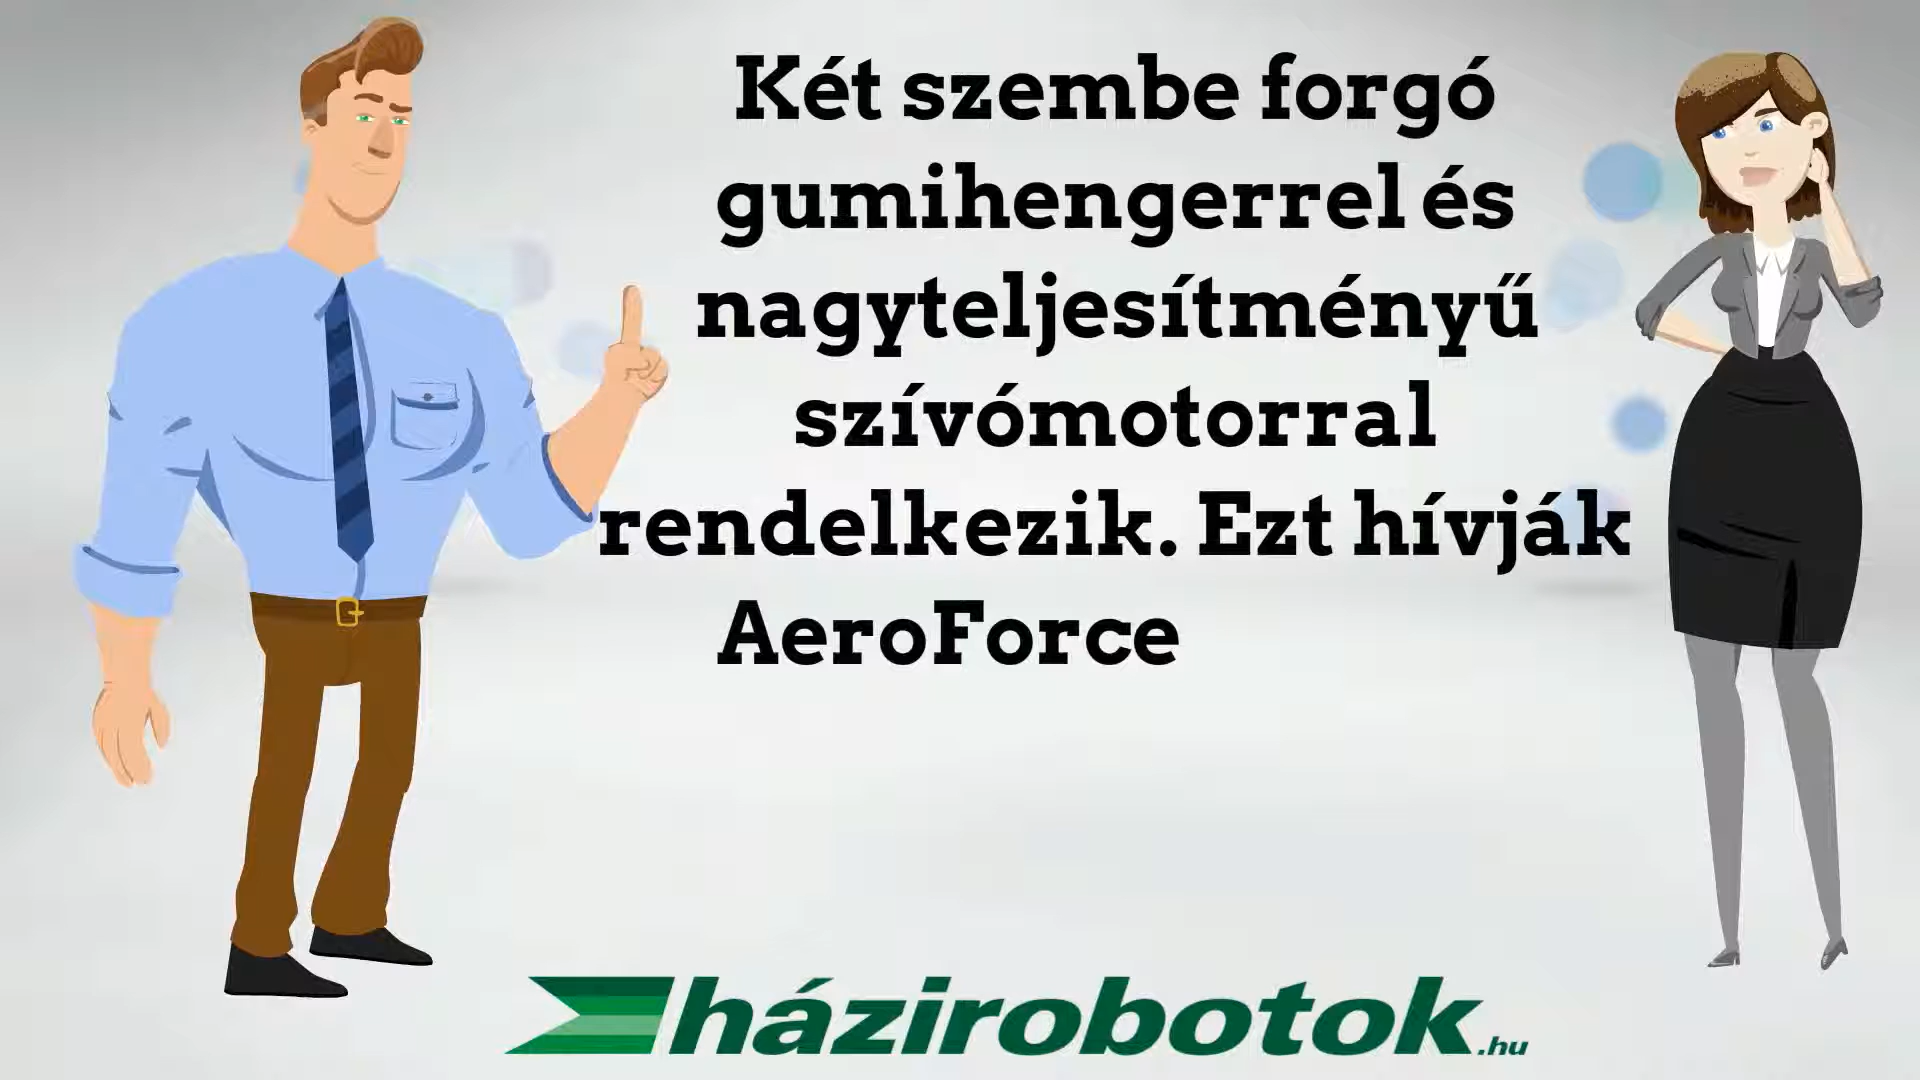 Két szembe forgó
gumihengerrel és
nagyteljesítményű
szívómotorral
rendelkezik. Ezt hívják
AeroForce
házirobotok.hu